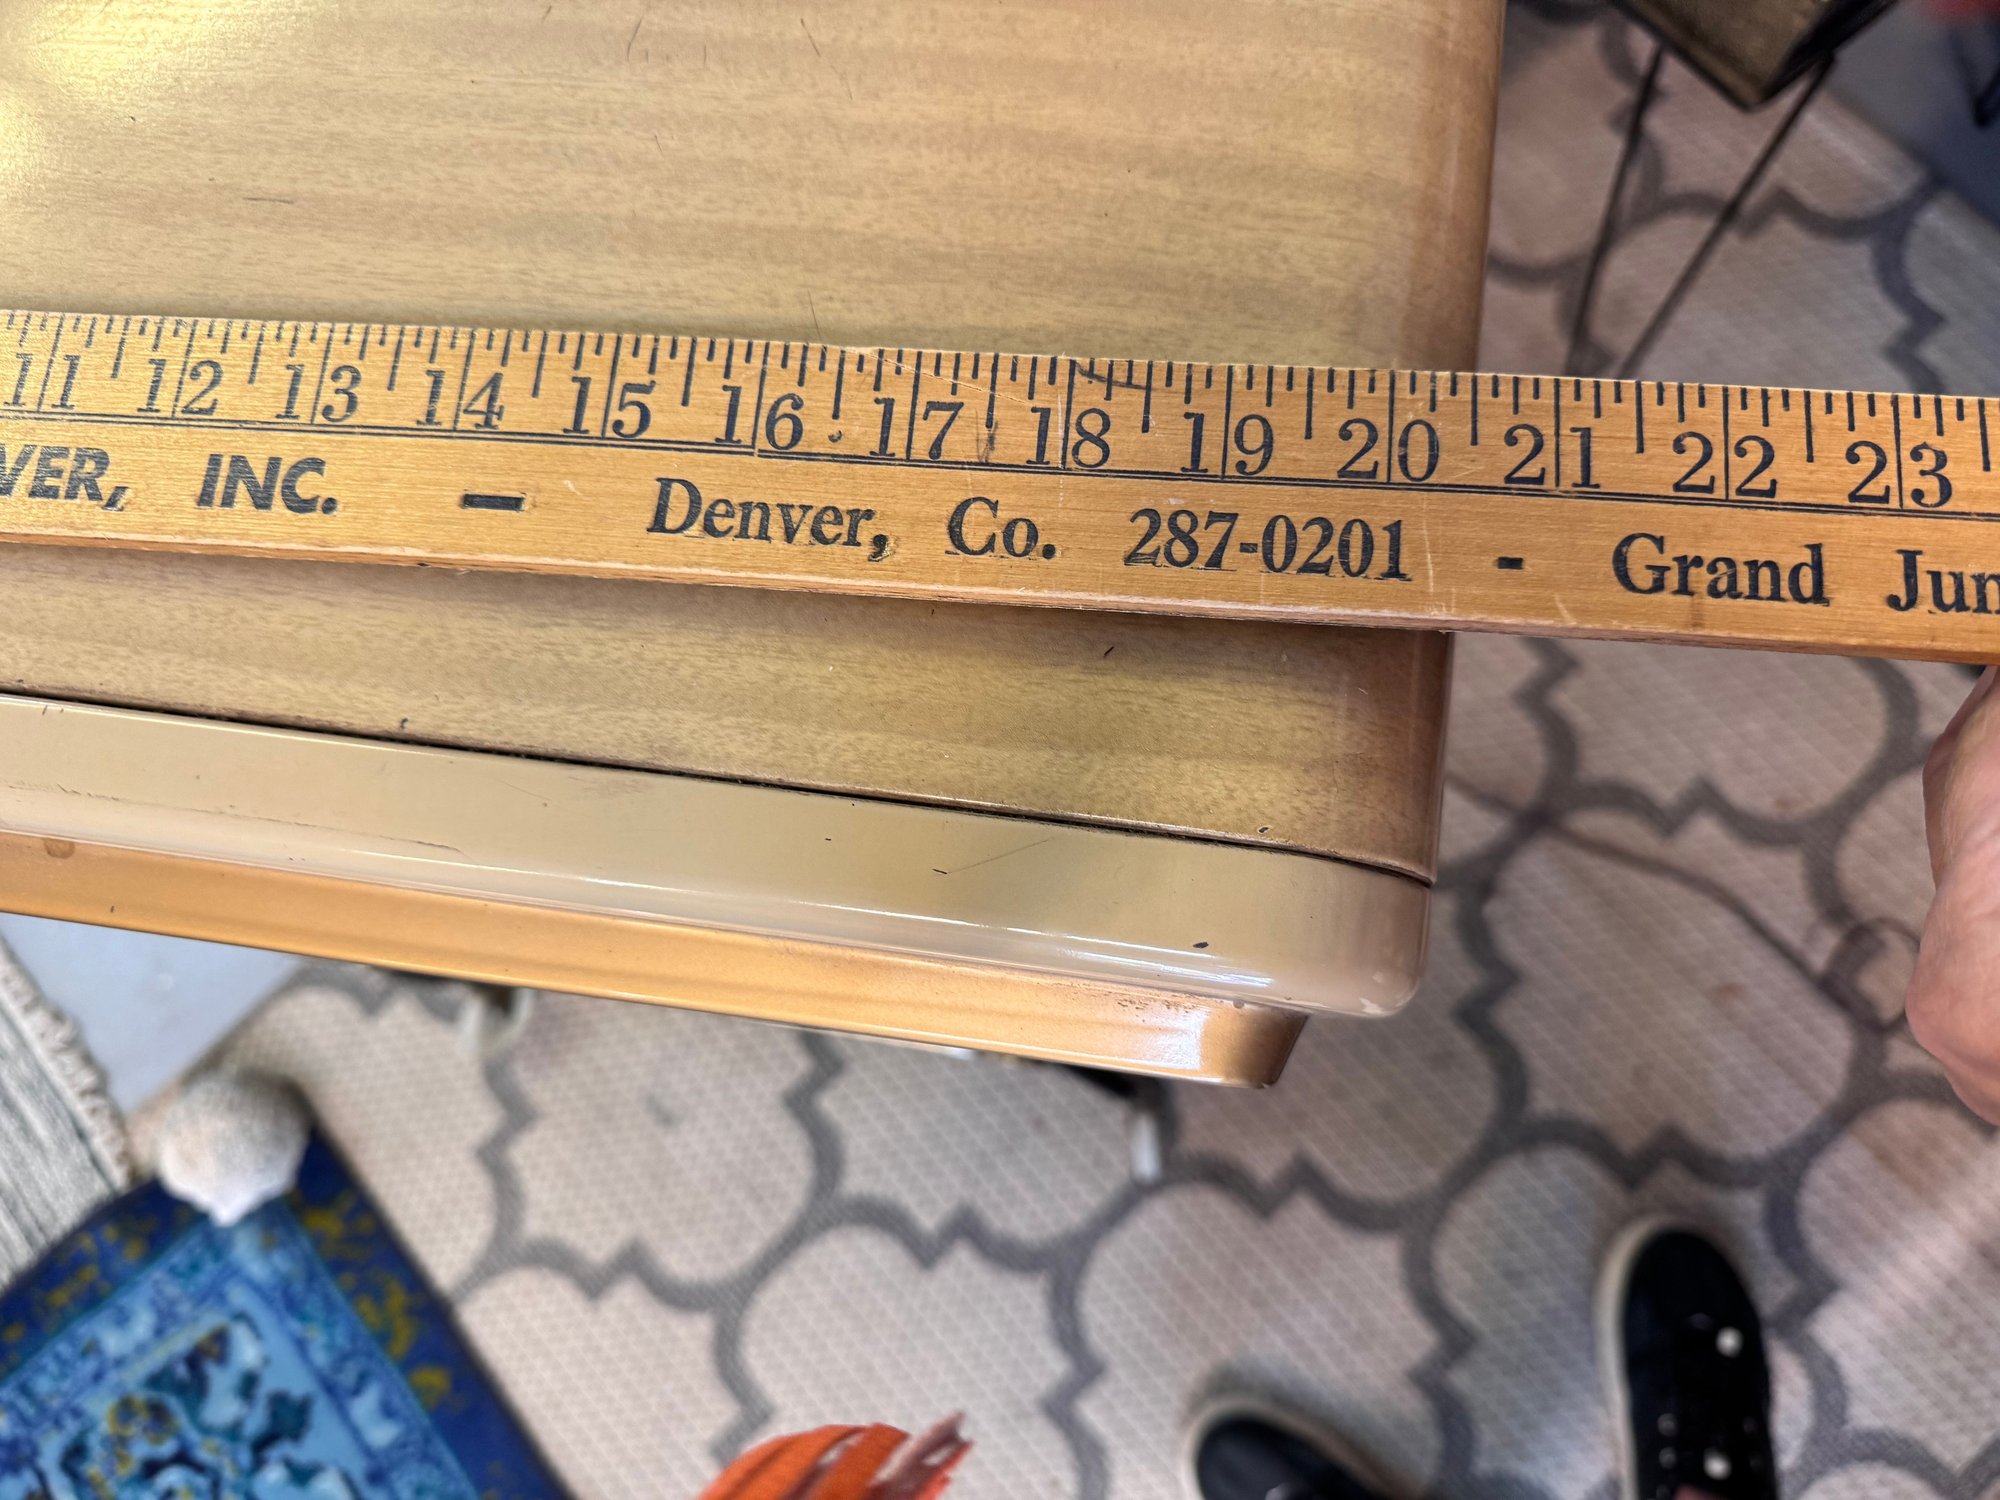 11 12 13 14 15 16 17 18 19 20 21 22 23
VER, INC. — Denver, Co. 287-0201 - Grand Jun